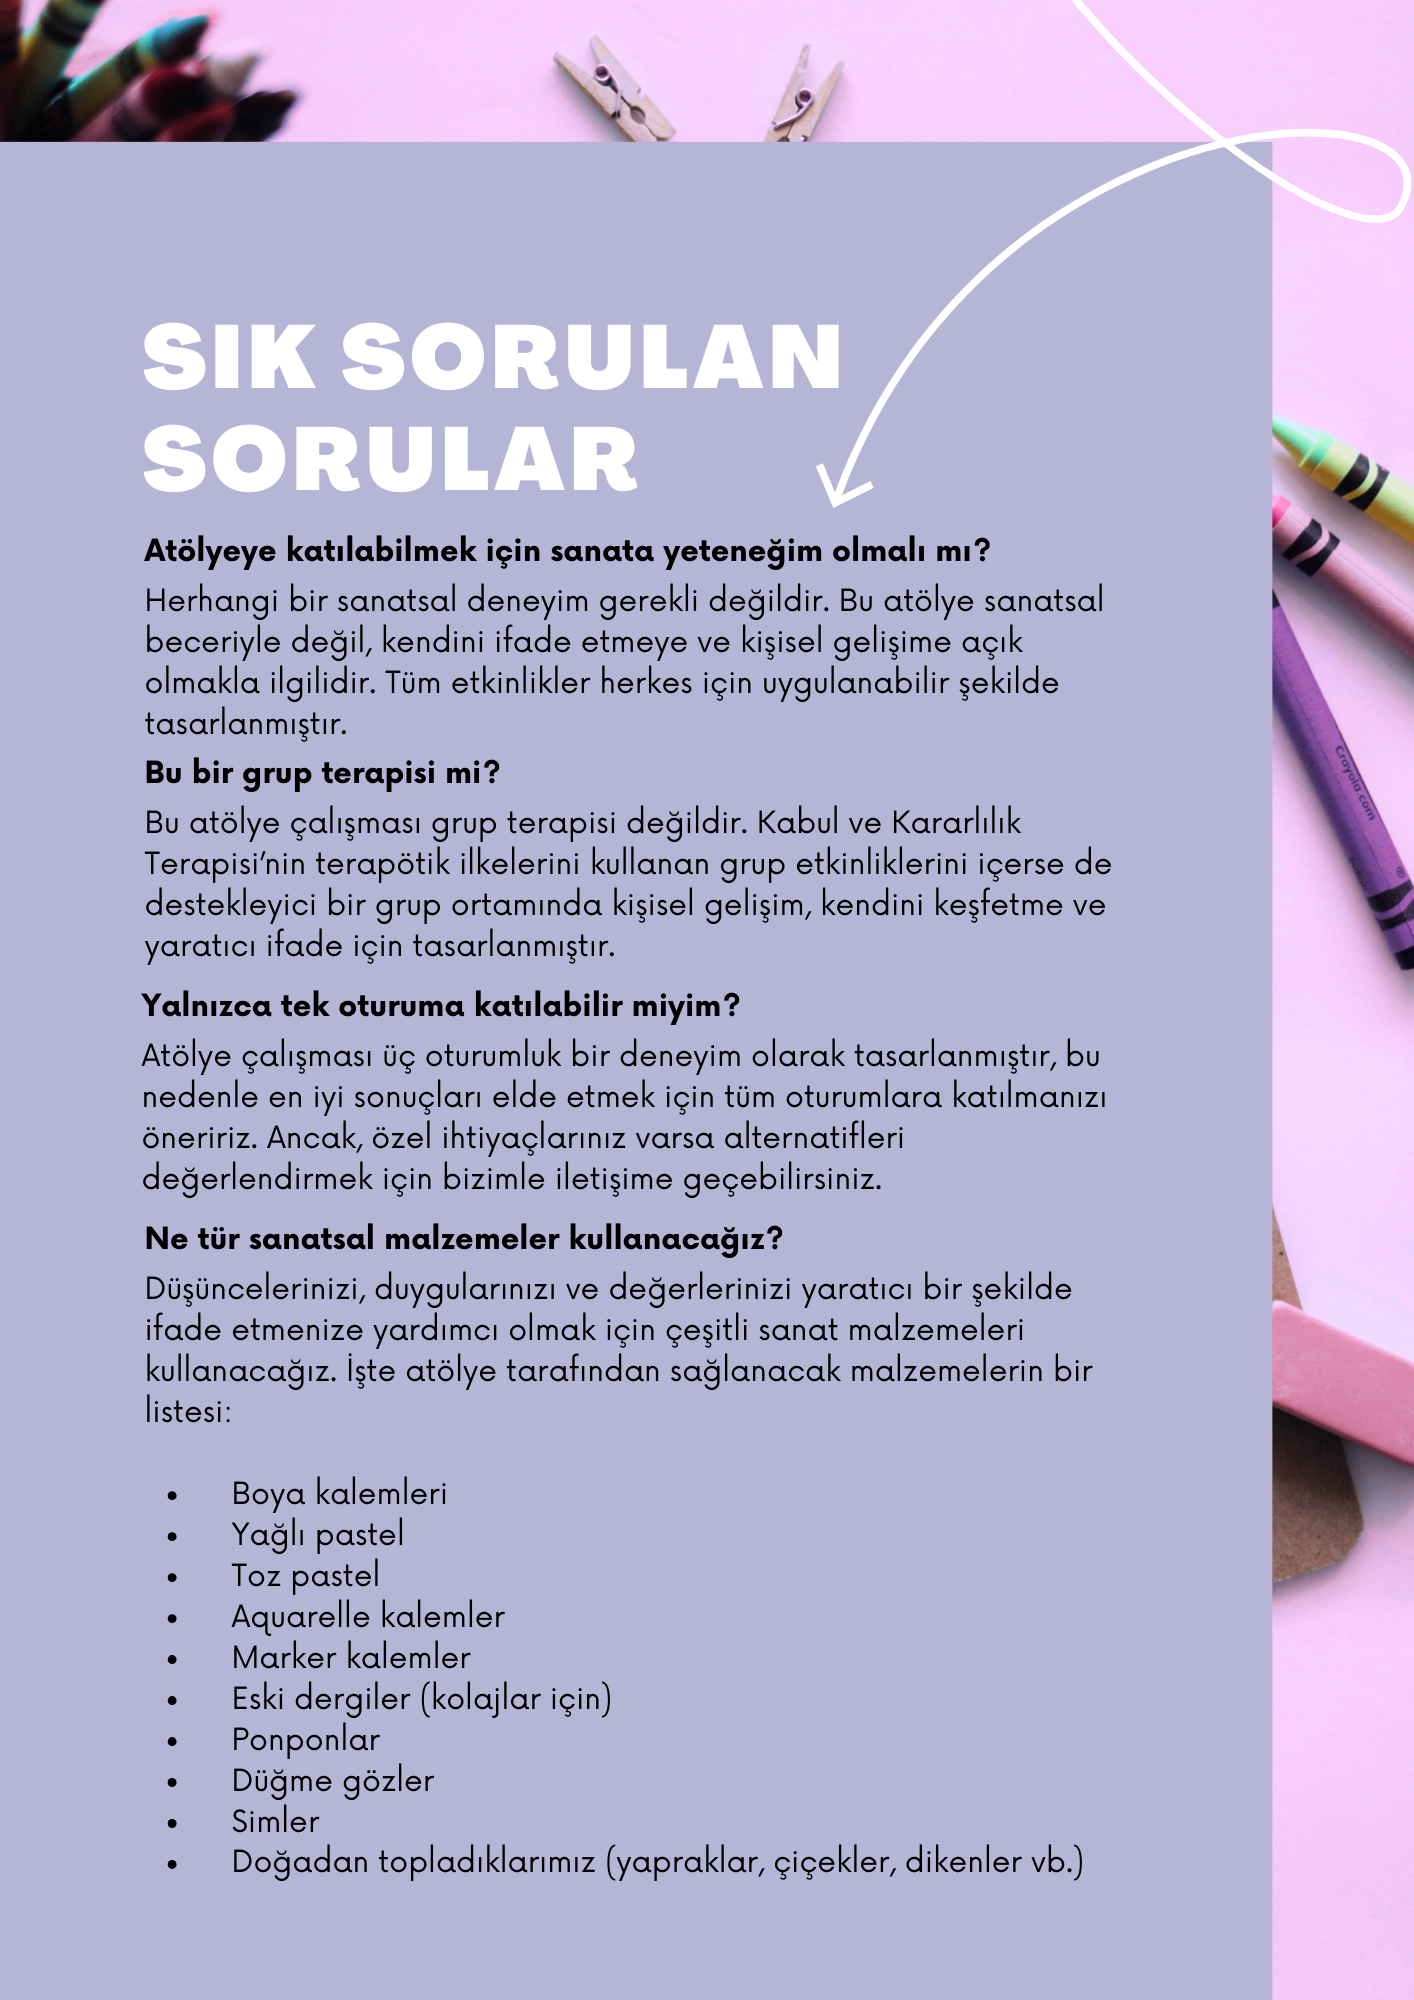 SIK SORULAN
SORULAR
Atölyeye katılabilmek için sanata yeteneğim olmalı mı?
Herhangi bir sanatsal deneyim gerekli değildir. Bu atölye sanatsal
beceriyle değil, kendini ifade etmeye ve kişisel gelişime açık
olmakla ilgilidir. Tüm etkinlikler herkes için uygulanabilir şekilde
tasarlanmıştır.
Bu bir grup terapisi mi?
Bu atölye çalışması grup terapisi değildir. Kabul ve Kararlılık
Terapisi’nin terapötik ilkelerini kullanan grup etkinliklerini içerse de
destekleyici bir grup ortamında kişisel gelişim, kendini keşfetme ve
yaratıcı ifade için tasarlanmıştır.
Yalnızca tek oturuma katılabilir miyim?
Atölye çalışması üç oturumluk bir deneyim olarak tasarlanmıştır, bu
nedenle en iyi sonuçları elde etmek için tüm oturumlara katılmanızı
öneririz. Ancak, özel ihtiyaçlarınız varsa alternatifleri
değerlendirmek için bizimle iletişime geçebilirsiniz.
Ne tür sanatsal malzemeler kullanacağız?
Düşüncelerinizi, duygularınızı ve değerlerinizi yaratıcı bir şekilde
ifade etmenize yardımcı olmak için çeşitli sanat malzemeleri
kullanacağız. İşte atölye tarafından sağlanacak malzemelerin bir
listesi:
• Boya kalemleri
• Yağlı pastel
• Toz pastel
• Aquarelle kalemler
• Marker kalemler
• Eski dergiler (kolajlar için)
• Ponponlar
• Düğme gözler
• Simler
• Doğadan topladıklarımız (yapraklar, çiçekler, dikenler vb.)
Crayola.com